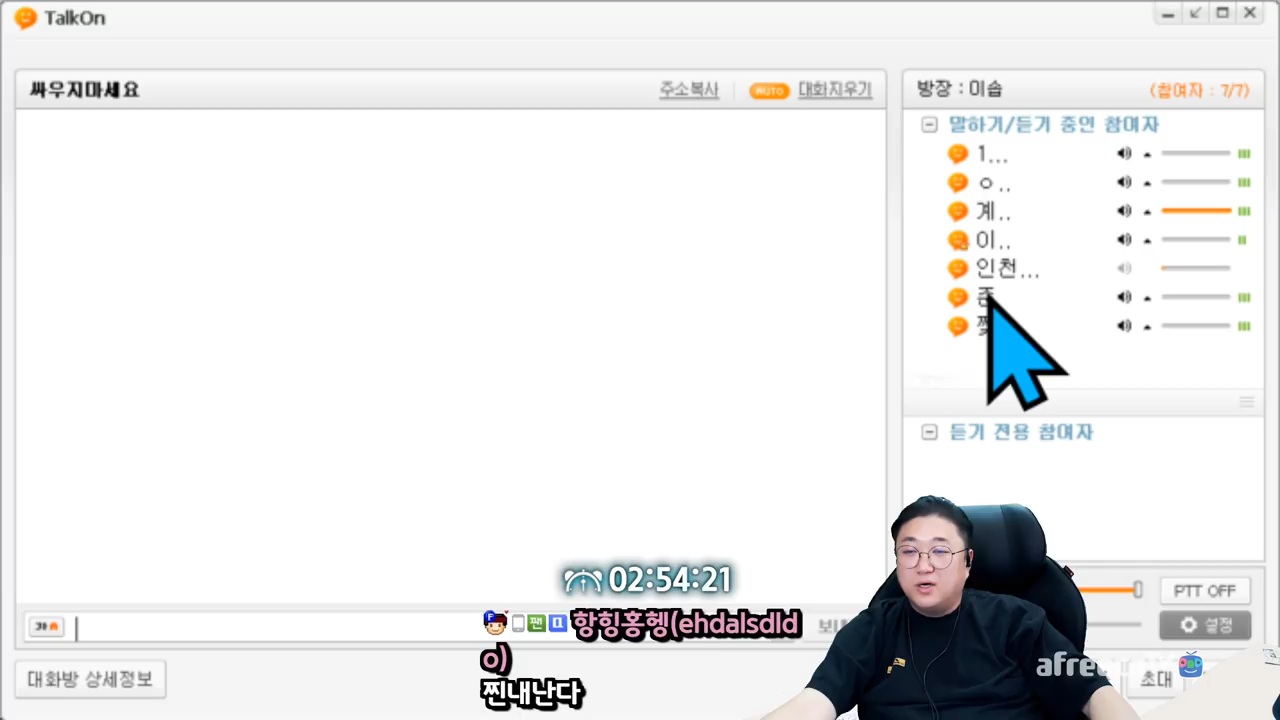 TalkOn
싸우지마세요
주소복사
AUTO
대화지우기
방장 : 이솝
(참여자 : 7/7)
말하기/듣기 중인 참여자
1...
ㅇ..
계..
이..
인천...
듣기 전용 참여자
02:54:21
PTT OFF
설정
팬
항힝홍헹(ehdalsdld
이)
찐내난다
대화방 상세정보
초대